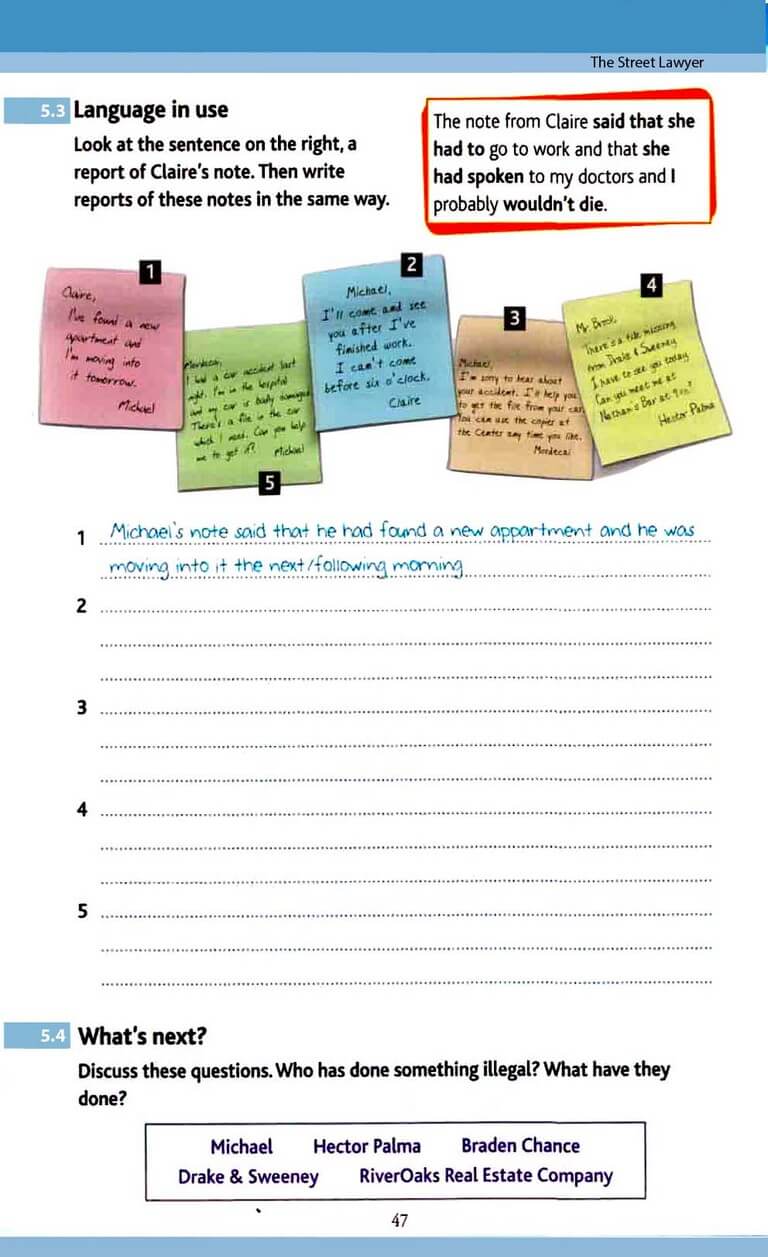 The Street Lawyer
5.3 Language in use
Look at the sentence on the right, a
report of Claire's note. Then write
reports of these notes in the same way.
The note from Claire said that she
had to go to work and that she
had spoken to my doctors and I
probably wouldn't die.
1
Claire,
I've found a new
apartment and
I'm moving into
it tomorrow.
Michael
2
Michael,
I'll come and see
you after I've
finished work.
I can't come
before six o'clock.
Claire
3
Michael,
I'm sorry to hear about
your accident. I'll help you
to get the file from your car.
You can use the copier at
the Center any time you like.
Mordecai
4
Mr Brock,
There's a file missing
from Drake & Sweeney
I have to see you today
Can you meet me at
Nathan's Bar at
Hector Palma
Mordecai,
I had a car accident last
night. I'm in the hospital
and my car is badly damaged.
There's a file in the car
which I need. Can you help
me to get it? Michael
5
1 Michael's note said that he had found a new apartment and he was
moving into it the next/following morning
2
3
4
5
5.4 What's next?
Discuss these questions. Who has done something illegal? What have they
done?
Michael Hector Palma Braden Chance
Drake & Sweeney RiverOaks Real Estate Company
47